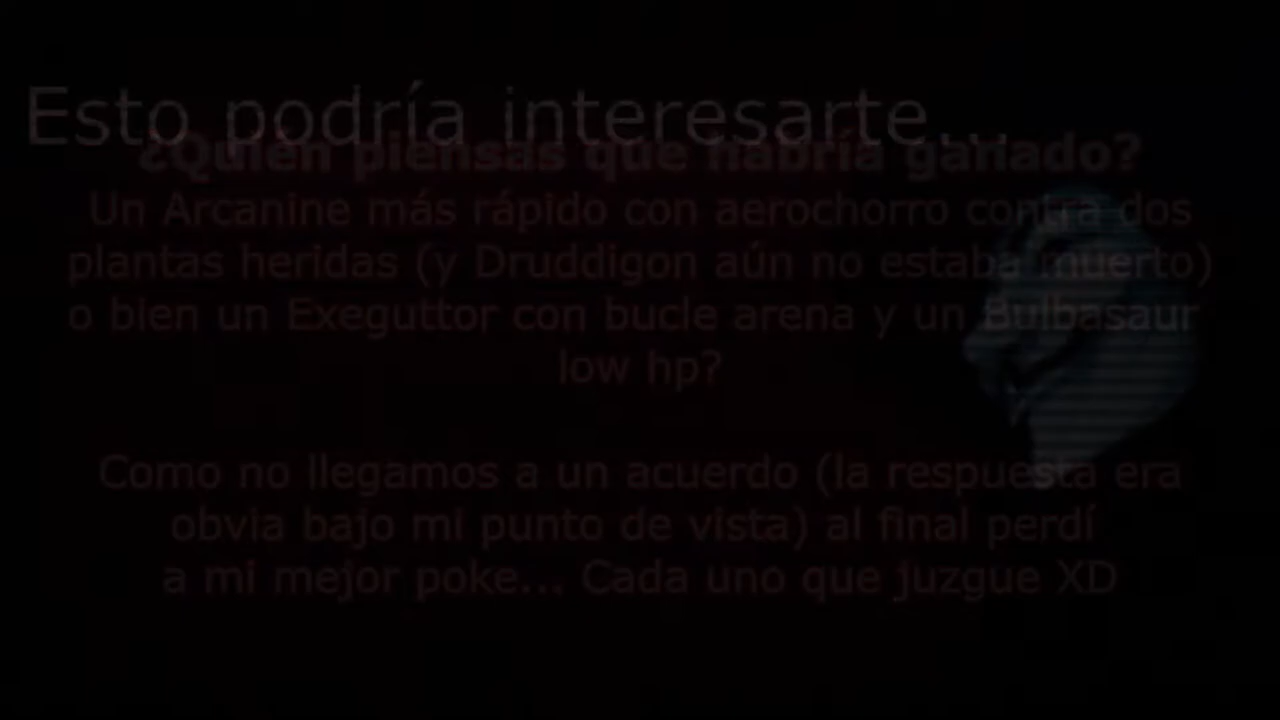 Esto podría interesarte...
¿Quién piensas que habría ganado?
Un Arcanine más rápido con aerochorro contra dos
plantas heridas (y Druddigon aún no estaba muerto)
o bien un Exeguttor con bucle arena y un Bulbasaur
low hp?
Como no llegamos a un acuerdo (la respuesta era
obvia bajo mi punto de vista) al final perdí
a mi mejor poke... Cada uno que juzgue XD